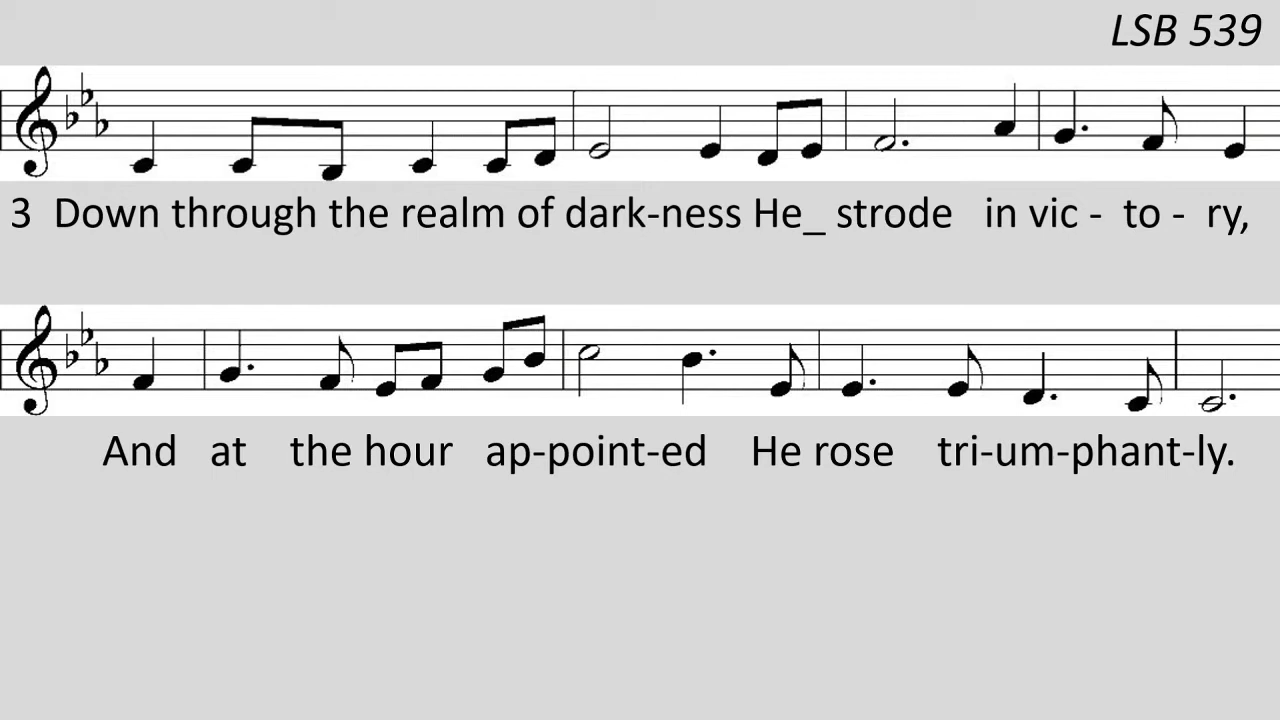 LSB 539
3 Down through the realm of dark-ness He_ strode in vic - to - ry,
And at the hour ap-point-ed He rose tri-um-phant-ly.